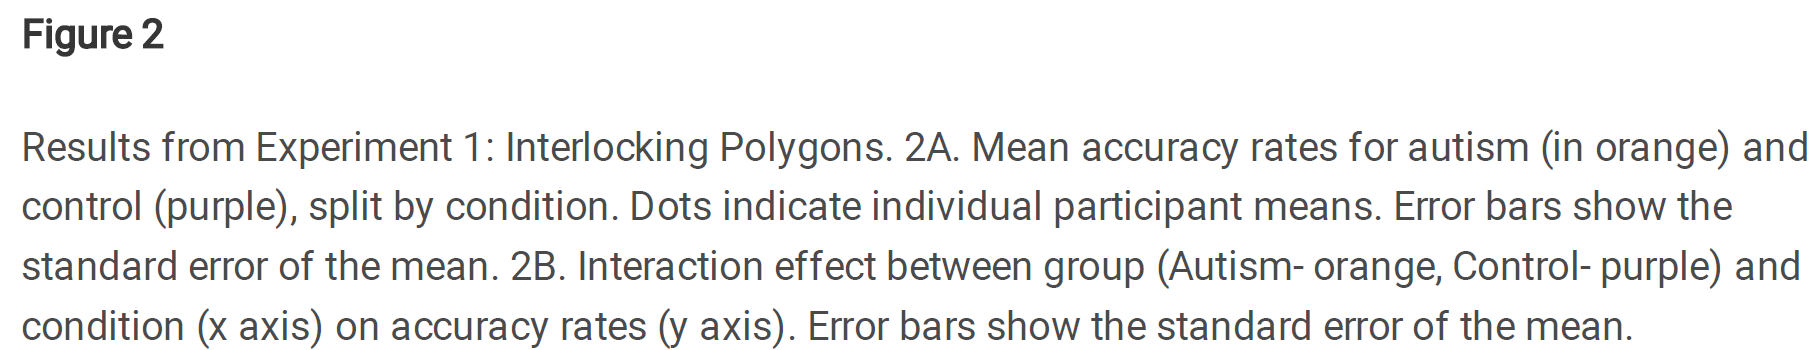 Figure 2
Results from Experiment 1: Interlocking Polygons. 2A. Mean accuracy rates for autism (in orange) and
control (purple), split by condition. Dots indicate individual participant means. Error bars show the
standard error of the mean. 2B. Interaction effect between group (Autism- orange, Control- purple) and
condition (x axis) on accuracy rates (y axis). Error bars show the standard error of the mean.